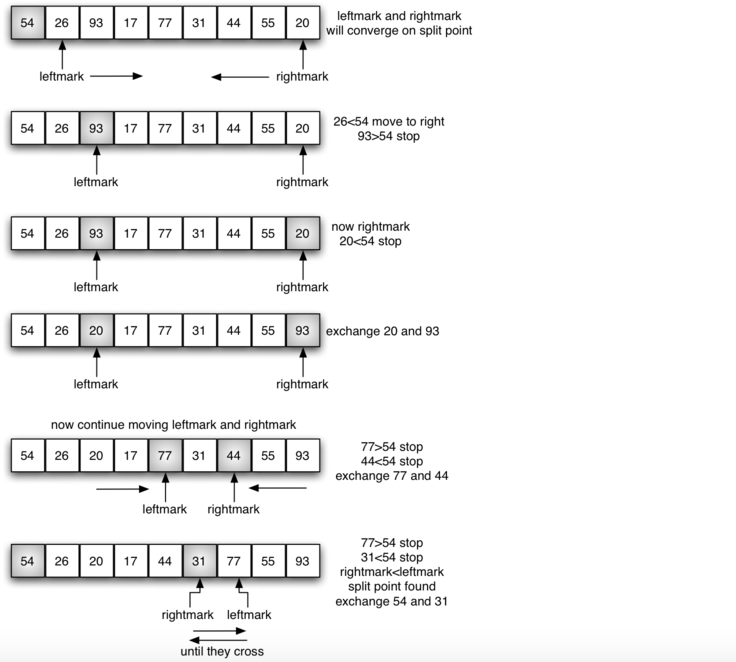 54 26 93 17 77 31 44 55 20
leftmark and rightmark
will converge on split point
leftmark rightmark
54 26 93 17 77 31 44 55 20
26<54 move to right
93>54 stop
leftmark rightmark
54 26 93 17 77 31 44 55 20
now rightmark
20<54 stop
leftmark rightmark
54 26 20 17 77 31 44 55 93
exchange 20 and 93
leftmark rightmark
now continue moving leftmark and rightmark
54 26 20 17 77 31 44 55 93
77>54 stop
44<54 stop
exchange 77 and 44
leftmark rightmark
54 26 20 17 44 31 77 55 93
77>54 stop
31<54 stop
rightmark<leftmark
split point found
exchange 54 and 31
rightmark leftmark
until they cross